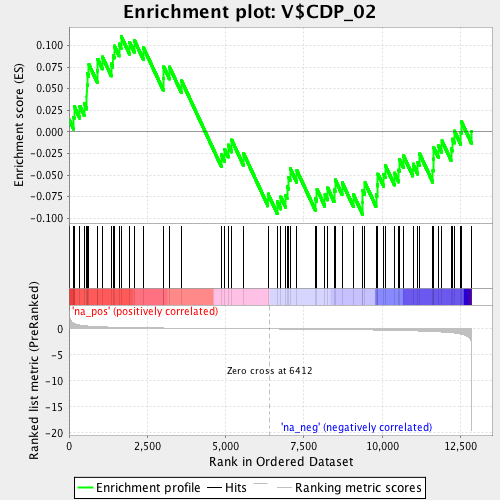 Enrichment plot: V$CDP_02
Enrichment score (ES)
0.100
0.075
0.050
0.025
0.000
-0.025
-0.050
-0.075
-0.100
'na_pos' (positively correlated)
Ranked list metric (PreRanked)
0
-5
-10
-15
-20
Zero cross at 6412
'na_neg' (negatively correlated)
0
2,500
5,000
7,500
10,000
12,500
Rank in Ordered Dataset
Enrichment profile
Hits
Ranking metric scores